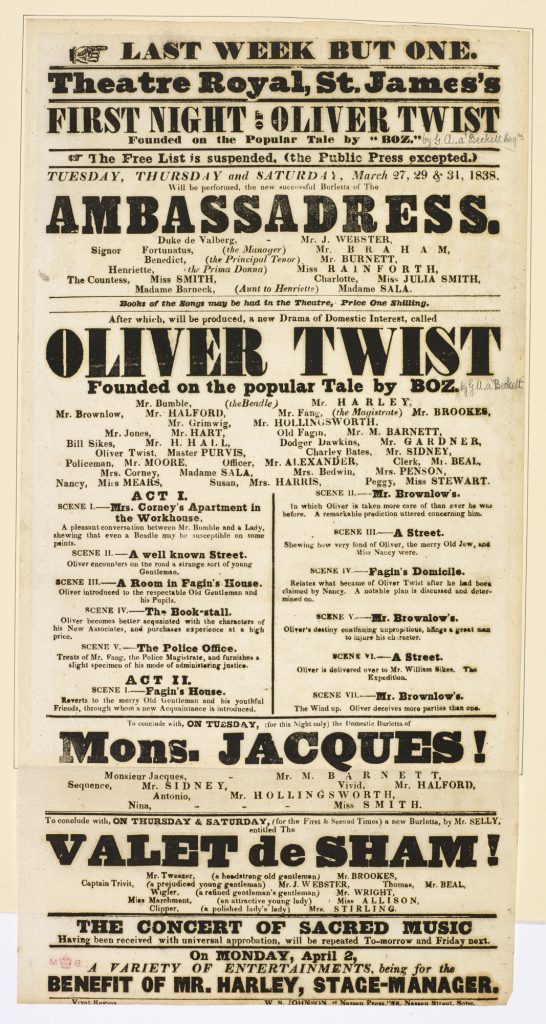 LAST WEEK BUT ONE.
Theatre Royal, St. James's
FIRST NIGHT OF OLIVER TWIST
Founded on the Popular Tale by "BOZ." by G A. a'Beckett Esqre
☞ The Free List is suspended, (the Public Press excepted.)
TUESDAY, THURSDAY and SATURDAY, March 27, 29 & 31, 1838,
Will be performed, the new successful Burletta of The
AMBASSADRESS.
Duke de Valberg, - Mr. J. WEBSTER,
Signor Fortunatus, (the Manager) Mr. BRAHAM,
Benedict, (the Principal Tenor) Mr. BURNETT,
Henriette, (the Prima Donna) Miss RAINFORTH,
The Countess, Miss SMITH, Charlotte, Miss JULIA SMITH,
Madame Barneck, (Aunt to Henriette) Madame SALA.
Books of the Songs may be had in the Theatre, Price One Shilling.
After which, will be produced, a new Drama of Domestic Interest, called
OLIVER TWIST
Founded on the popular Tale by BOZ. by G. A. a'Beckett
Mr. Bumble, (the Beadle) Mr. HARLEY,
Mr. Brownlow, Mr. HALFORD, Mr. Fang, (the Magistrate) Mr. BROOKES,
Mr. Grimwig, Mr. HOLLINGSWORTH,
Mr. Jones, Mr. HART, Old Fagin, Mr. M. BARNETT,
Bill Sikes, Mr. H. HALL, Dodger Dawkins, Mr. GARDNER,
Oliver Twist, Master PURVIS, Charley Bates, Mr. SIDNEY,
Policeman, Mr. MOORE, Officer, Mr. ALEXANDER, Clerk, Mr. BEAL,
Mrs. Corney, Madame SALA, Mrs. Bedwin, Mrs. PENSON,
Nancy, Miss MEARS, Susan, Mrs. HARRIS, Peggy, Miss STEWART.
ACT I.
SCENE I.—Mrs. Corney's Apartment in
the Workhouse.
A pleasant conversation between Mr. Bumble and a Lady,
shewing that even a Beadle may be susceptible on some
points.
SCENE II.—A well known Street.
Oliver encounters on the road a strange sort of young
Gentleman.
SCENE III.—A Room in Fagin's House.
Oliver introduced to the respectable Old Gentleman and
his Pupils.
SCENE IV.—The Book-stall.
Oliver becomes better acquainted with the characters of
his New Associates, and purchases experience at a high
price.
SCENE V.—The Police Office.
Treats of Mr. Fang, the Police Magistrate, and furnishes a
slight specimen of his mode of administering justice.
ACT II.
SCENE I.—Fagin's House.
Reverts to the merry Old Gentleman and his youthful
Friends, through whom a new Acquaintance is introduced.
SCENE II.—Mr. Brownlow's.
In which Oliver is taken more care of than ever he was
before. A remarkable prediction uttered concerning him.
SCENE III.—A Street.
Shewing how very fond of Oliver, the merry Old Jew, and
Miss Nancy were.
SCENE IV.—Fagin's Domicile.
Relates what became of Oliver Twist after he had been
claimed by Nancy. A notable plan is discussed and deter-
mined on.
SCENE V.—Mr. Brownlow's.
Oliver's destiny continuing unpropitious, brings a great man
to injure his character.
SCENE VI.—A Street.
Oliver is delivered over to Mr. William Sikes. The
Expedition.
SCENE VII.—Mr. Brownlow's.
The Wind up. Oliver deceives more parties than one.
To conclude with, ON TUESDAY, (for this Night only) the Domestic Burletta of
Mons. JACQUES!
Monsieur Jacques, - Mr. M. BARNETT,
Sequence, Mr. SIDNEY, Vivid, Mr. HALFORD,
Antonio, Mr. HOLLINGSWORTH,
Nina, - - - Miss SMITH.
To conclude with, ON THURSDAY & SATURDAY, (for the First & Second Times) a new Burletta, by Mr. SELLY,
entitled The
VALET de SHAM!
Mr. Tweezer, (a headstrong old gentleman) Mr. BROOKES,
Captain Trivit, (a prejudiced young gentleman) Mr. J. WEBSTER, Thomas, Mr. BEAL,
Wigler, (a refined gentleman's gentleman) Mr. WRIGHT,
Miss Marchment, (an attractive young lady) Miss ALLISON,
Clipper, (a polished lady's lady) Mrs. STIRLING.
THE CONCERT OF SACRED MUSIC
Having been received with universal approbation, will be repeated To-morrow and Friday next.
On MONDAY, April 2,
A VARIETY OF ENTERTAINMENTS, being for the
BENEFIT OF MR. HARLEY, STAGE-MANAGER.
Vivat Regina W. S. JOHNSON, "Nassau Press," Nassau Street, Soho.